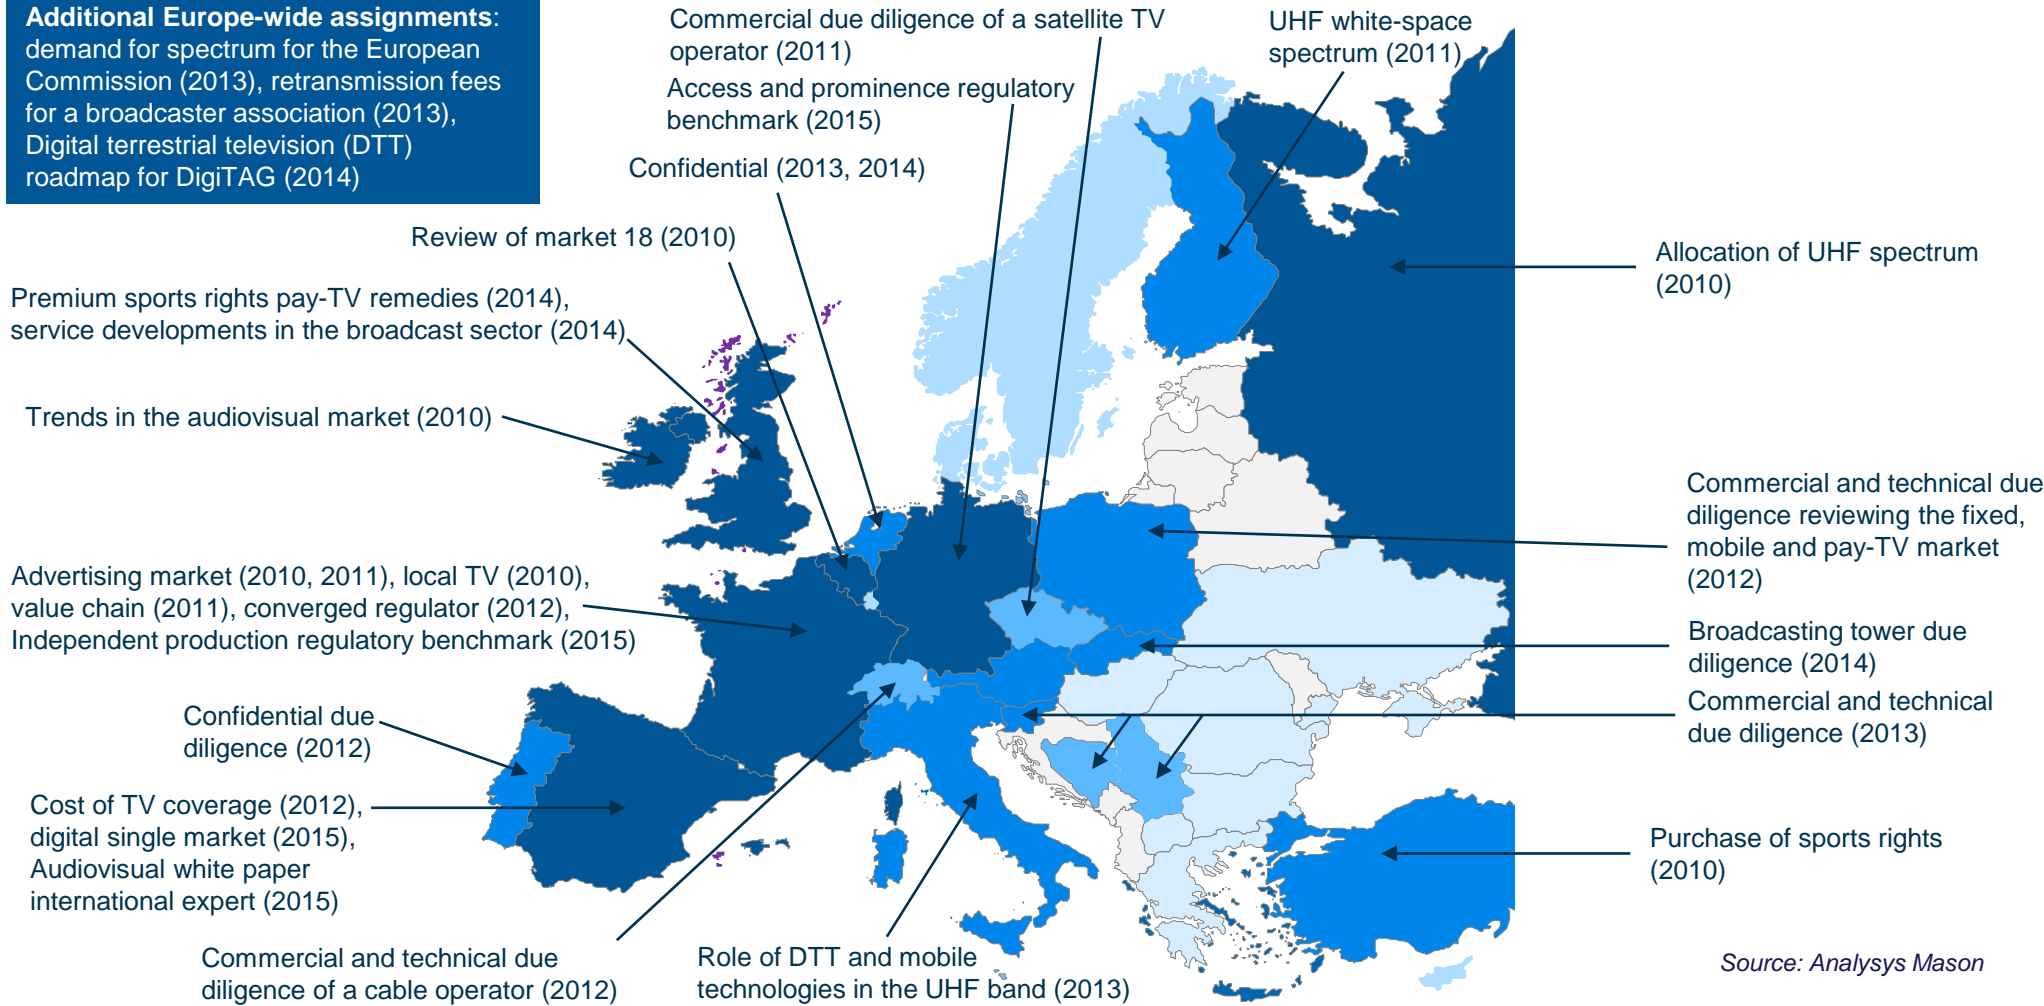 Additional Europe-wide assignments:
demand for spectrum for the European
Commission (2013), retransmission fees
for a broadcaster association (2013),
Digital terrestrial television (DTT)
roadmap for DigiTAG (2014)
Commercial due diligence of a satellite TV
operator (2011)
Access and prominence regulatory
benchmark (2015)
UHF white-space
spectrum (2011)
Confidential (2013, 2014)
Review of market 18 (2010)
Allocation of UHF spectrum
(2010)
Premium sports rights pay-TV remedies (2014),
service developments in the broadcast sector (2014)
Trends in the audiovisual market (2010)
Commercial and technical due
diligence reviewing the fixed,
mobile and pay-TV market
(2012)
Advertising market (2010, 2011), local TV (2010),
value chain (2011), converged regulator (2012),
Independent production regulatory benchmark (2015)
Broadcasting tower due
diligence (2014)
Commercial and technical
due diligence (2013)
Confidential due
diligence (2012)
Cost of TV coverage (2012),
digital single market (2015),
Audiovisual white paper
international expert (2015)
Purchase of sports rights
(2010)
Commercial and technical due
diligence of a cable operator (2012)
Role of DTT and mobile
technologies in the UHF band (2013)
Source: Analysys Mason